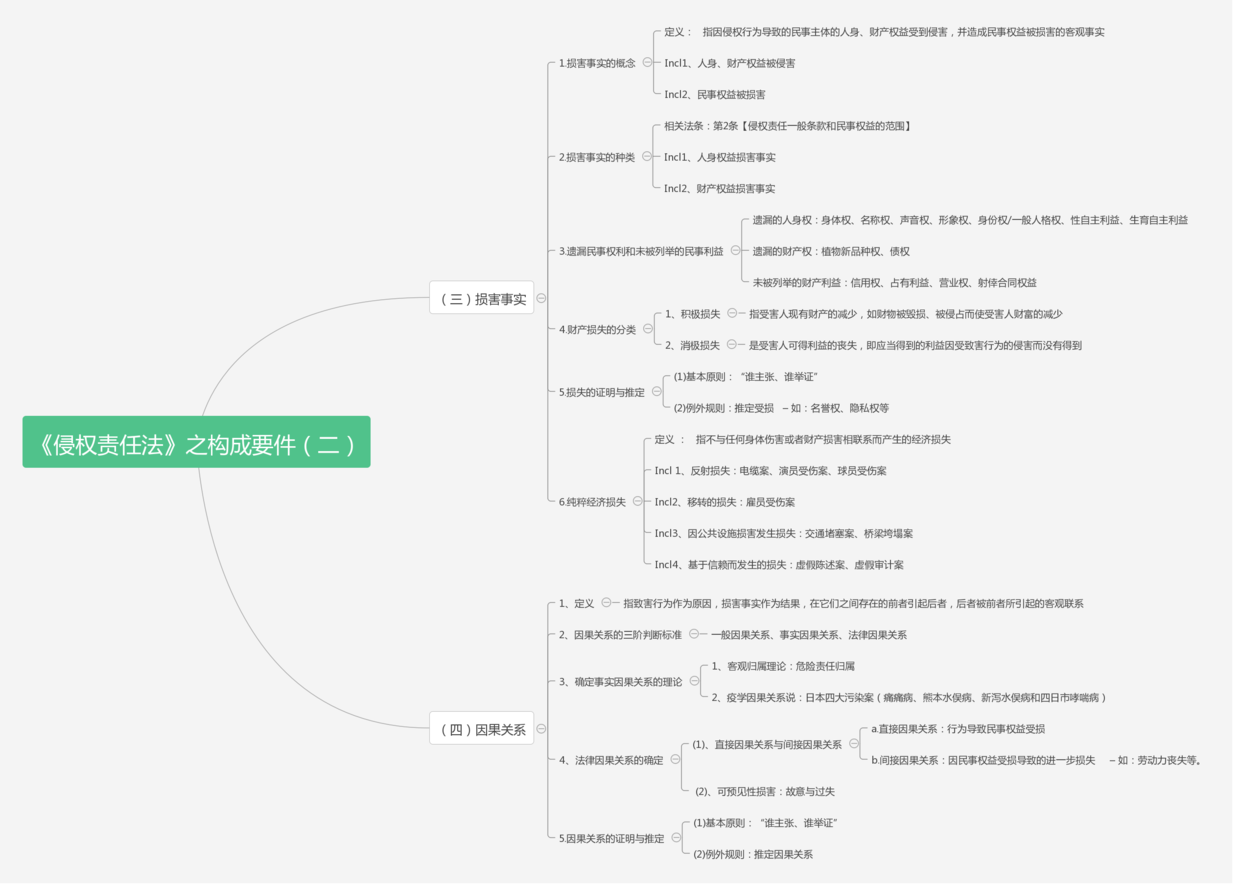 《侵权责任法》之构成要件（二）
（三）损害事实
1.损害事实的概念
定义： 指因侵权行为导致的民事主体的人身、财产权益受到侵害，并造成民事权益被损害的客观事实
Incl1、人身、财产权益被侵害
Incl2、民事权益被损害
2.损害事实的种类
相关法条：第2条【侵权责任一般条款和民事权益的范围】
Incl1、人身权益损害事实
Incl2、财产权益损害事实
3.遗漏民事权利和未被列举的民事利益
遗漏的人身权：身体权、名称权、声音权、形象权、身份权/一般人格权、性自主利益、生育自主利益
遗漏的财产权：植物新品种权、债权
未被列举的财产利益：信用权、占有利益、营业权、射倖合同权益
4.财产损失的分类
1、积极损失
指受害人现有财产的减少，如财物被毁损、被侵占而使受害人财富的减少
2、消极损失
是受害人可得利益的丧失，即应当得到的利益因受致害行为的侵害而没有得到
5.损失的证明与推定
(1)基本原则： “谁主张、谁举证”
(2)例外规则：推定受损 – 如：名誉权、隐私权等
6.纯粹经济损失
定义 ： 指不与任何身体伤害或者财产损害相联系而产生的经济损失
Incl 1、反射损失：电缆案、演员受伤案、球员受伤案
Incl2、移转的损失：雇员受伤案
Incl3、因公共设施损害发生损失：交通堵塞案、桥梁垮塌案
Incl4、基于信赖而发生的损失：虚假陈述案、虚假审计案
（四）因果关系
1、定义
指致害行为作为原因，损害事实作为结果，在它们之间存在的前者引起后者，后者被前者所引起的客观联系
2、因果关系的三阶判断标准
一般因果关系、事实因果关系、法律因果关系
3、确定事实因果关系的理论
1、客观归属理论：危险责任归属
2、疫学因果关系说：日本四大污染案（痛痛病、熊本水俣病、新泻水俣病和四日市哮喘病）
4、法律因果关系的确定
(1)、直接因果关系与间接因果关系
a.直接因果关系：行为导致民事权益受损
b.间接因果关系：因民事权益受损导致的进一步损失 – 如：劳动力丧失等。
(2)、可预见性损害：故意与过失
5.因果关系的证明与推定
(1)基本原则： “谁主张、谁举证”
(2)例外规则：推定因果关系